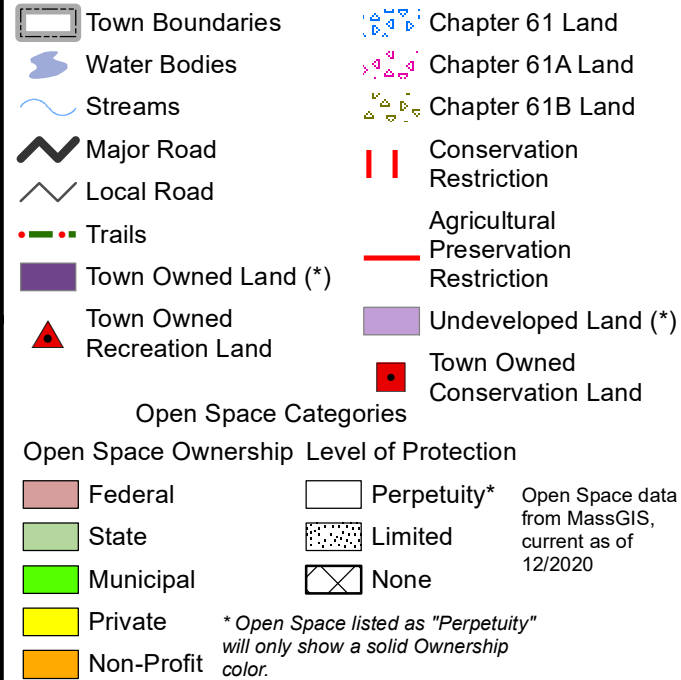 Town Boundaries
Water Bodies
Streams
Major Road
Local Road
Trails
Town Owned Land (*)
Town Owned
Recreation Land
Chapter 61 Land
Chapter 61A Land
Chapter 61B Land
Conservation
Restriction
Agricultural
Preservation
Restriction
Undeveloped Land (*)
Town Owned
Conservation Land
Open Space Categories
Open Space Ownership
Federal
State
Municipal
Private
Non-Profit
Level of Protection
Perpetuity*
Limited
None
Open Space data
from MassGIS,
current as of
12/2020
* Open Space listed as "Perpetuity"
will only show a solid Ownership
color.